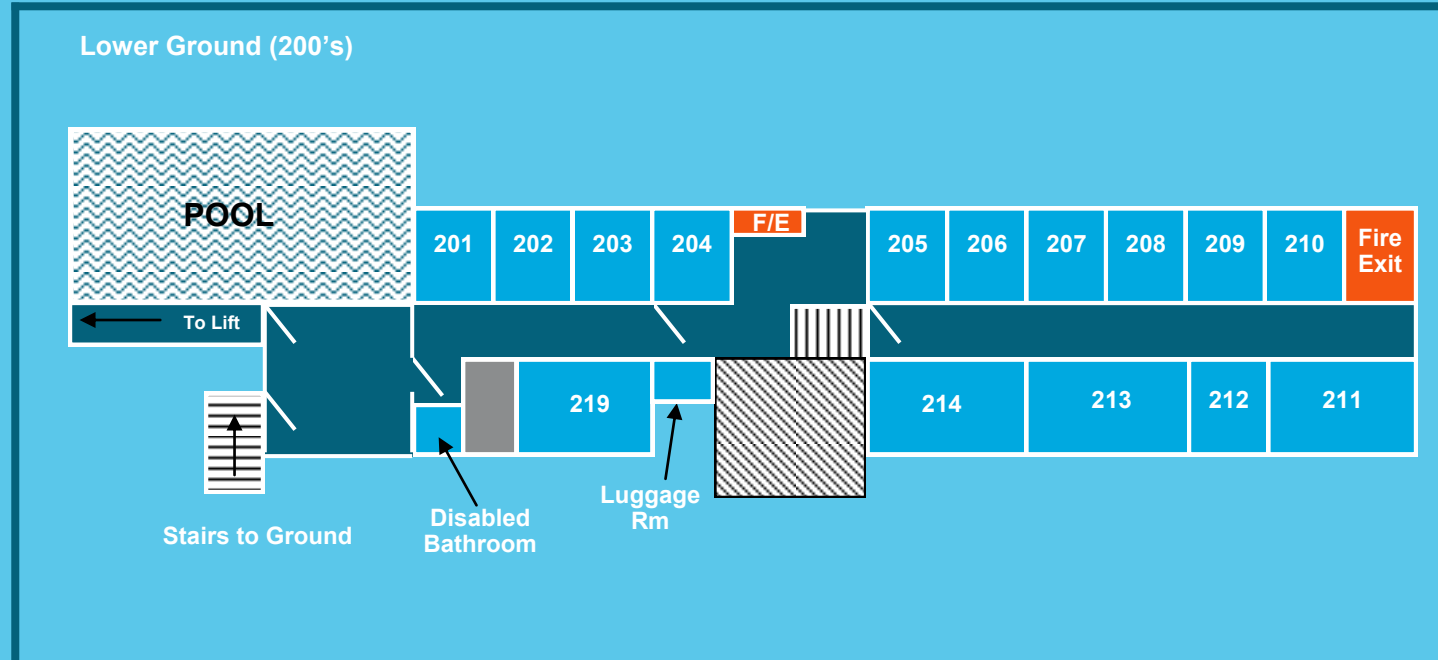 Lower Ground (200’s)
POOL
201
202
203
204
F/E
205
206
207
208
209
210
Fire
Exit
To Lift
219
214
213
212
211
Stairs to Ground
Disabled
Bathroom
Luggage
Rm